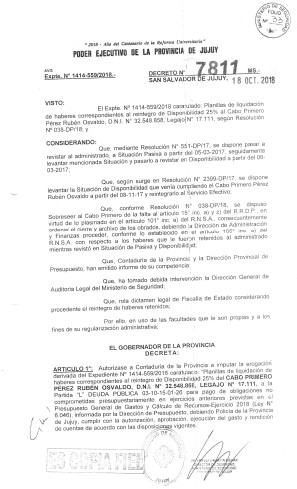 "2018 - Año del Centenario de la Reforma Universitaria"
PODER EJECUTIVO DE LA PROVINCIA DE JUJUY
Expte. N° 1414-559/2018.-
DECRETO N° 7811 MS.-
SAN SALVADOR DE JUJUY, 18 OCT. 2018
VISTO:
El Expte. N° 1414-559/2018 caratulado: Planillas de liquidación
de haberes correspondientes al reintegro de Disponibilidad 25% al Cabo Primero
Pérez Rubén Osvaldo, D.N.I. N° 32.548.856, Legajo N° 17.111, según Resolución
N° 038-DP/18, y
CONSIDERANDO:
Que, mediante Resolución N° 551-DP/17, se dispone pasar a
revistar al administrado, a Situación Pasiva a partir del 05-03-2017, seguidamente
levantar mencionada Situación y pasarlo a revistar en Disponibilidad a partir del
03-2017;
Que, según surge en Resolución N° 2399-DP/17, se dispone
levantar la Situación de Disponibilidad que venía cumpliendo el Cabo Primero Pérez
Rubén Osvaldo a partir del 08-11-17 y reintegrarlo al Servicio Efectivo;
Que, conforme Resolución N° 038-DP/18, se dispuso
Sobreseer al Cabo Primero de la falta al artículo 15° inc. del R.R.D.P., en
virtud de lo plasmado en el artículo 101° inc. a) del R.N.S.A, consecuentemente
ordenar el cierre y archivo de los obrados, debiendo la Dirección de Administración
y Finanzas proceder, conforme lo establecido en el artículo 105° inc. del
R.N.S.A, con respecto a los haberes que le fueron retenidos al administrado
mientras revistó en Situación de Pasiva y Disponibilidad;
Que, Contaduría de la Provincia y la Dirección Provincial de
Presupuesto, han emitido informe de su competencia;
Que, ha tomado debida intervención la Dirección General de
Auditoría Legal del Ministerio de Seguridad;
Que, rola dictamen legal de Fiscalía de Estado considerando
procedente el reintegro de haberes retenidos;
Por ello, en uso de las facultades que le son propias y a los
fines de su regularización administrativa;
EL GOBERNADOR DE LA PROVINCIA
DECRETA:
ARTÍCULO 1°: Autorízase a Contaduría de la Provincia a imputar la erogación
derivada del Expediente N° 1414-559/2018 caratulado: "Planillas de liquidación
haberes correspondientes al reintegro de Disponibilidad 25% del CABO PRIMERO
PÉREZ RUBEN OSVALDO, D.N.I. N° 32.548.856, LEGAJO N° 17.111, a la
Partida "L" DEUDA PÚBLICA 03-10-15-01-26 para pago de obligaciones no
comprometidas presupuestariamente en ejercicios anteriores previstas en el
Presupuesto General de Gastos y Cálculo de Recursos-Ejercicio 2018 (Ley N°
6.046), informada por la Dirección de Presupuesto, debiendo Policía de la Provincia
de Jujuy, cumplir con la autorización, aprobación, ejecución del gasto y rendición
de cuentas de acuerdo con las disposiciones vigentes.
ES COPIA FIEL